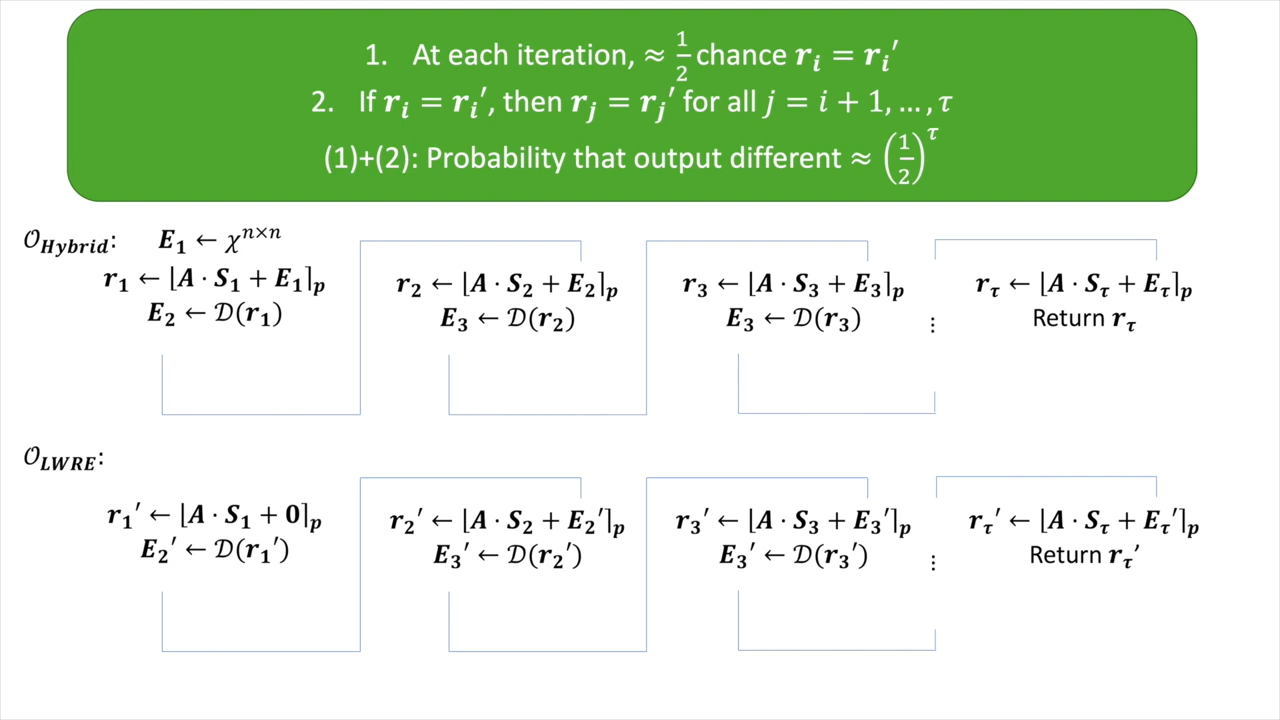 1. At each iteration, ≈ 1/2 chance r_i = r_i′
2. If r_i = r_i′, then r_j = r_j′ for all j = i + 1, …, τ
(1)+(2): Probability that output different ≈ (1/2)^τ
𝒪_Hybrid: E_1 ← χ^{n×n}
r_1 ← ⌊A · S_1 + E_1⌉_p
E_2 ← 𝒟(r_1)
r_2 ← ⌊A · S_2 + E_2⌉_p
E_3 ← 𝒟(r_2)
r_3 ← ⌊A · S_3 + E_3⌉_p
E_3 ← 𝒟(r_3)
⋮
r_τ ← ⌊A · S_τ + E_τ⌉_p
Return r_τ
𝒪_LWRE:
r_1′ ← ⌊A · S_1 + 0⌉_p
E_2′ ← 𝒟(r_1′)
r_2′ ← ⌊A · S_2 + E_2′⌉_p
E_3′ ← 𝒟(r_2′)
r_3′ ← ⌊A · S_3 + E_3′⌉_p
E_3′ ← 𝒟(r_3′)
⋮
r_τ′ ← ⌊A · S_τ + E_τ′⌉_p
Return r_τ′